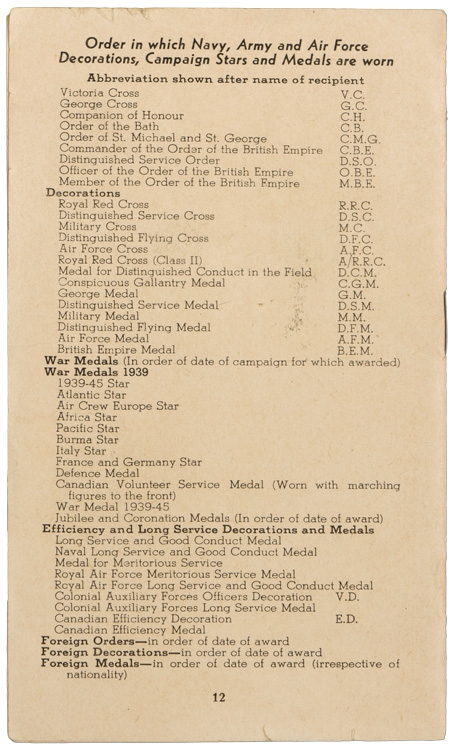 Order in which Navy, Army and Air Force
Decorations, Campaign Stars and Medals are worn
Abbreviation shown after name of recipient
Victoria Cross V.C.
George Cross G.C.
Companion of Honour C.H.
Order of the Bath C.B.
Order of St. Michael and St. George C.M.G.
Commander of the Order of the British Empire C.B.E.
Distinguished Service Order D.S.O.
Officer of the Order of the British Empire O.B.E.
Member of the Order of the British Empire M.B.E.
Decorations
Royal Red Cross R.R.C.
Distinguished Service Cross D.S.C.
Military Cross M.C.
Distinguished Flying Cross D.F.C.
Air Force Cross A.F.C.
Royal Red Cross (Class II) A/R.R.C.
Medal for Distinguished Conduct in the Field D.C.M.
Conspicuous Gallantry Medal C.G.M.
George Medal G.M.
Distinguished Service Medal D.S.M.
Military Medal M.M.
Distinguished Flying Medal D.F.M.
Air Force Medal A.F.M.
British Empire Medal B.E.M.
War Medals (In order of date of campaign for which awarded)
War Medals 1939
1939-45 Star
Atlantic Star
Air Crew Europe Star
Africa Star
Pacific Star
Burma Star
Italy Star
France and Germany Star
Defence Medal
Canadian Volunteer Service Medal (Worn with marching
figures to the front)
War Medal 1939-45
Jubilee and Coronation Medals (In order of date of award)
Efficiency and Long Service Decorations and Medals
Long Service and Good Conduct Medal
Naval Long Service and Good Conduct Medal
Medal for Meritorious Service
Royal Air Force Meritorious Service Medal
Royal Air Force Long Service and Good Conduct Medal
Colonial Auxiliary Forces Officers Decoration V.D.
Colonial Auxiliary Forces Long Service Medal
Canadian Efficiency Decoration E.D.
Canadian Efficiency Medal
Foreign Orders—in order of date of award
Foreign Decorations—in order of date of award
Foreign Medals—in order of date of award (irrespective of
nationality)
12